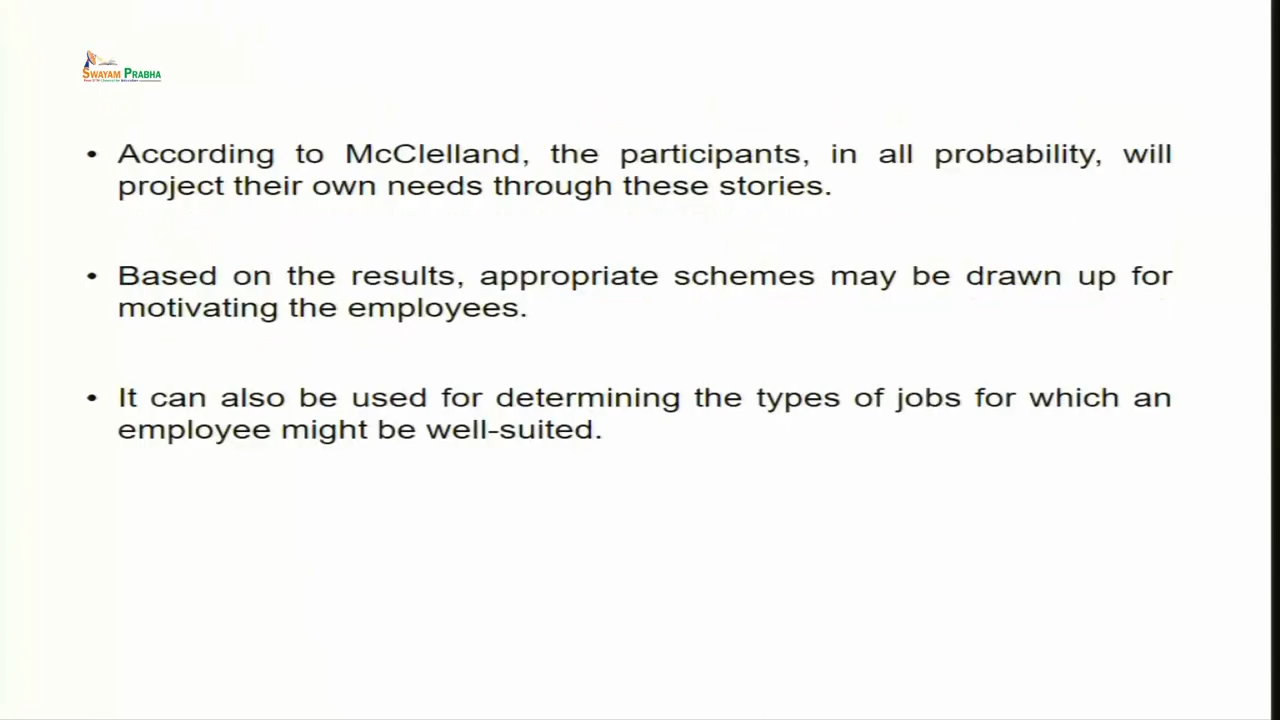 SWAYAM PRABHA
• According to McClelland, the participants, in all probability, will
project their own needs through these stories.
• Based on the results, appropriate schemes may be drawn up for
motivating the employees.
• It can also be used for determining the types of jobs for which an
employee might be well-suited.